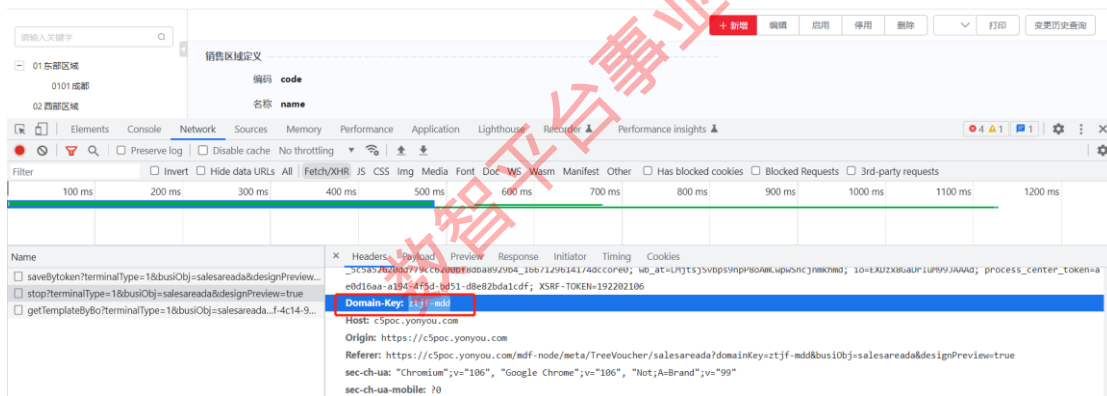 + 新增 编辑 启用 停用 删除 打印 变更历史查询
请输入关键字
销售区域定义
01 东部区域
编码 code
0101 成都
名称 name
02 西部区域
Elements Console Network Sources Memory Performance Application Lighthouse Recorder Performance insights 4 1 1
Preserve log Disable cache No throttling
Filter Invert Hide data URLs All Fetch/XHR JS CSS Img Media Font Doc WS Wasm Manifest Other Has blocked cookies Blocked Requests 3rd-party requests
100 ms 200 ms 300 ms 400 ms 500 ms 600 ms 700 ms 800 ms 900 ms 1000 ms 1100 ms 1200 ms
Name × Headers Payload Preview Response Initiator Timing Cookies
saveBytoken?terminalType=1&busiObj=salesareada&designPreview...
stop?terminalType=1&busiObj=salesareada&designPreview=true
getTemplateByBo?terminalType=1&busiObj=salesareada...f-4c14-9...
process_center_token=a
e0d16aa-a194-4f5d-bd51-d8e82bda1cdf; XSRF-TOKEN=192202106
Domain-Key: ztjf-mdd
Host: c5poc.yonyou.com
Origin: https://c5poc.yonyou.com
Referer: https://c5poc.yonyou.com/mdf-node/meta/TreeVoucher/salesareada?domainKey=ztjf-mdd&busiObj=salesareada&designPreview=true
sec-ch-ua: "Chromium";v="106", "Google Chrome";v="106", "Not;A=Brand";v="99"
sec-ch-ua-mobile: ?0
数智平台事业